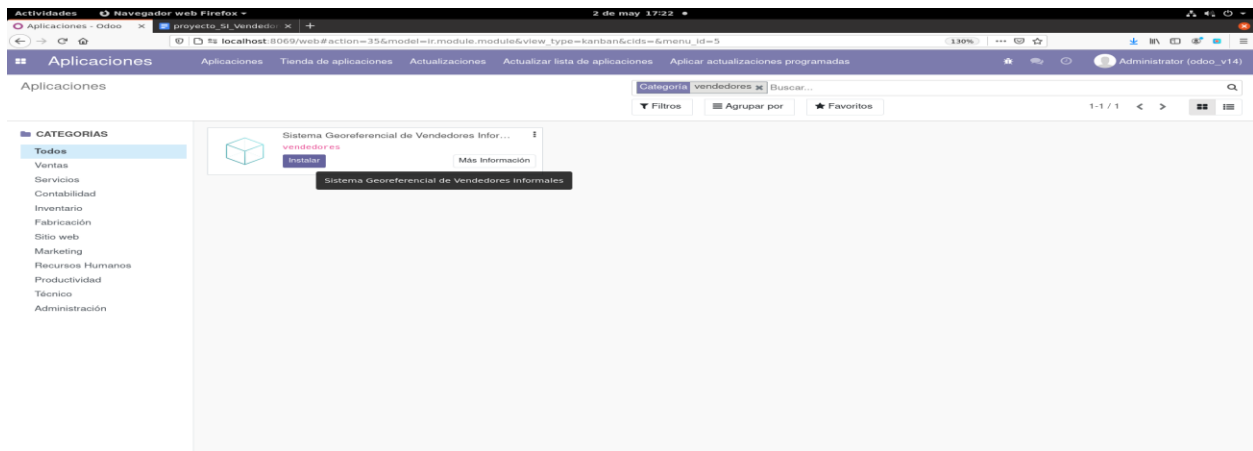 Actividades Navegador web Firefox 2 de may 17:22
Aplicaciones - Odoo proyecto_SI_Vendedo
localhost:8069/web#action=35&model=ir.module.module&view_type=kanban&cids=&menu_id=5 130%
Aplicaciones Aplicaciones Tienda de aplicaciones Actualizaciones Actualizar lista de aplicaciones Aplicar actualizaciones programadas Administrator (odoo_v14)
Aplicaciones Categoría vendedores Buscar...
Filtros Agrupar por Favoritos 1-1 / 1
CATEGORÍAS
Todos
Ventas
Servicios
Contabilidad
Inventario
Fabricación
Sitio web
Marketing
Recursos Humanos
Productividad
Técnico
Administración
Sistema Georeferencial de Vendedores Infor...
vendedores
Instalar Más Información
Sistema Georeferencial de Vendedores Informales